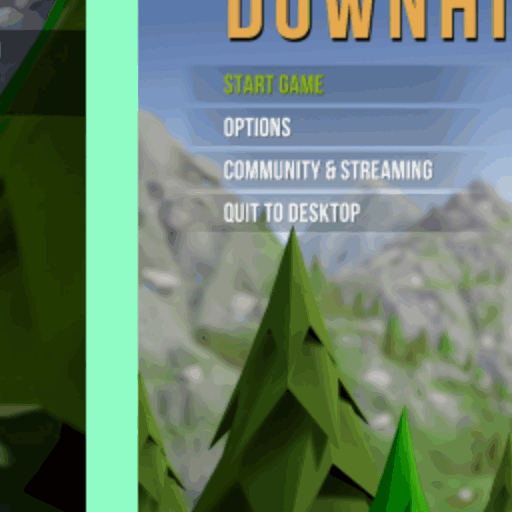 DOWNHI
START GAME
OPTIONS
COMMUNITY & STREAMING
QUIT TO DESKTOP